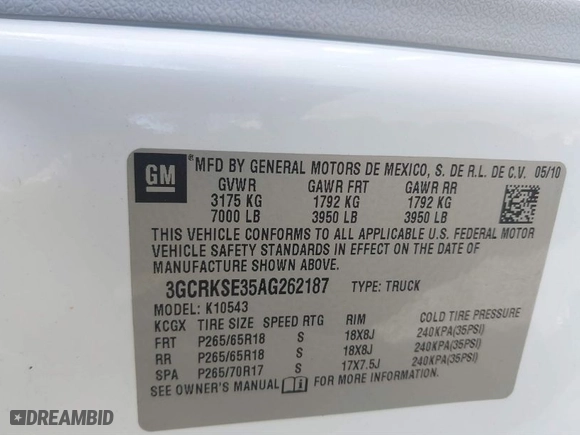 GM ® MFD BY GENERAL MOTORS DE MEXICO, S. DE R.L. DE C.V. 05/10
GVWR GAWR FRT GAWR RR
3175 KG 1792 KG 1792 KG
7000 LB 3950 LB 3950 LB
THIS VEHICLE CONFORMS TO ALL APPLICABLE U.S. FEDERAL MOTOR
VEHICLE SAFETY STANDARDS IN EFFECT ON THE DATE OF
MANUFACTURE SHOWN ABOVE.
3GCRKSE35AG262187 TYPE: TRUCK
MODEL: K10543
KCGX TIRE SIZE SPEED RTG RIM COLD TIRE PRESSURE
FRT P265/65R18 S 18X8J 240KPA(35PSI)
RR P265/65R18 S 18X8J 240KPA(35PSI)
SPA P265/70R17 S 17X7.5J 240KPA(35PSI)
SEE OWNER'S MANUAL FOR MORE INFORMATION.
DREAMBID